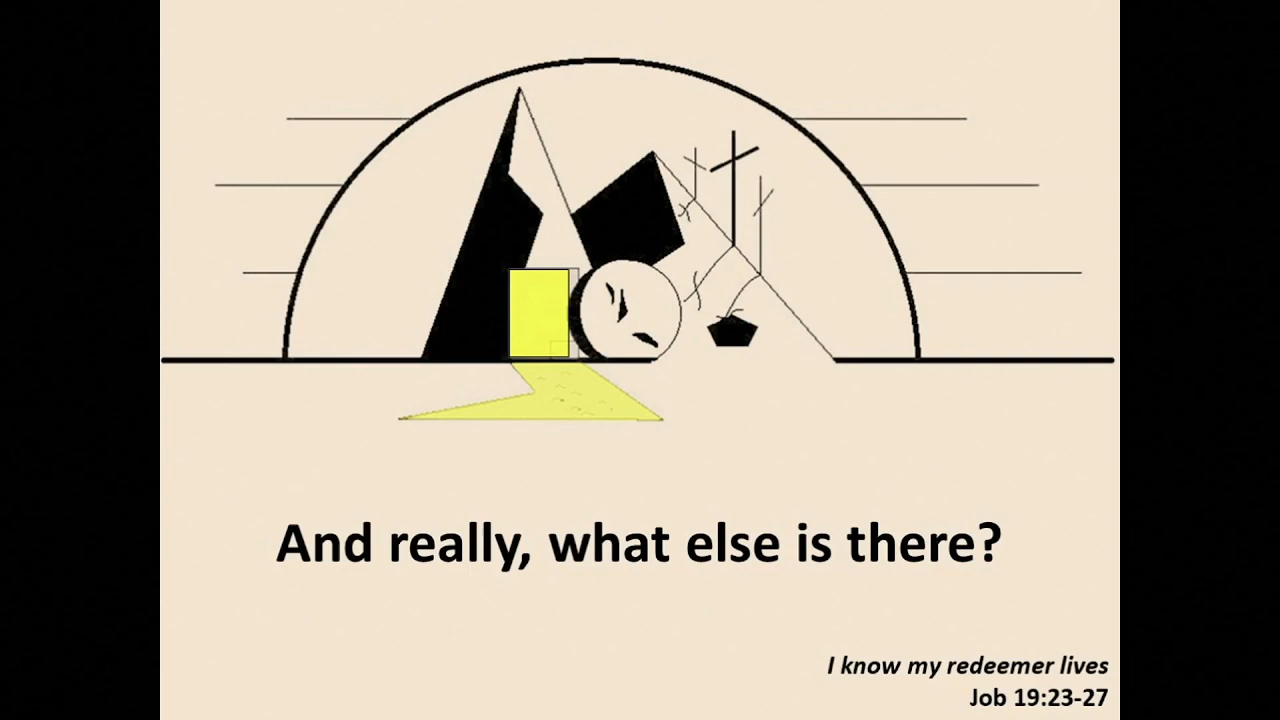 And really, what else is there?
I know my redeemer lives
Job 19:23-27